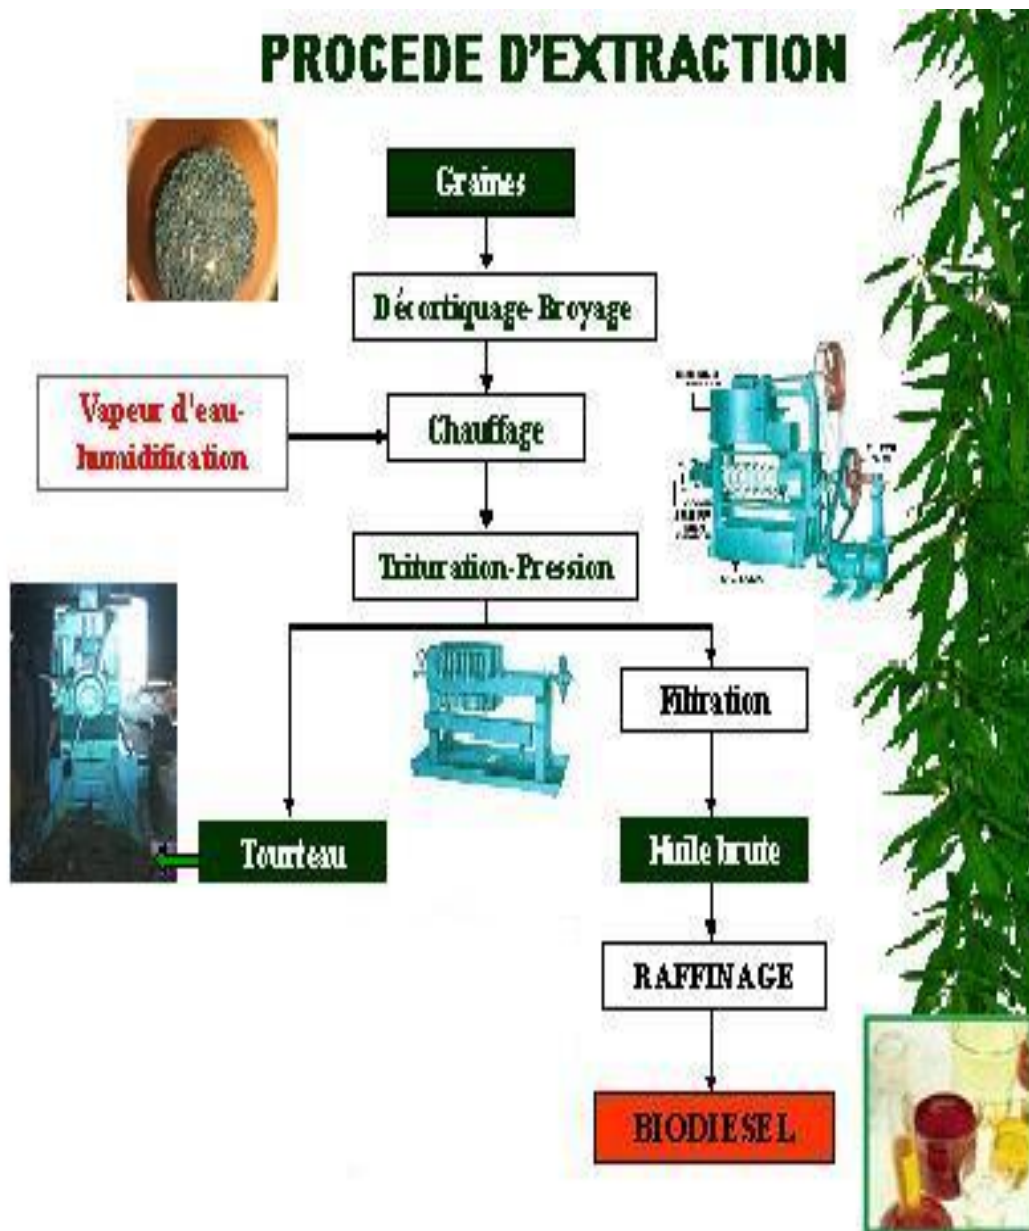 PROCEDE D'EXTRACTION
Graines
Décortiquage-Broyage
Vapeur d'eau-
humidification
Chauffage
Trituration-Pression
Filtration
Tourteau
Huile brute
RAFFINAGE
BIODIESEL